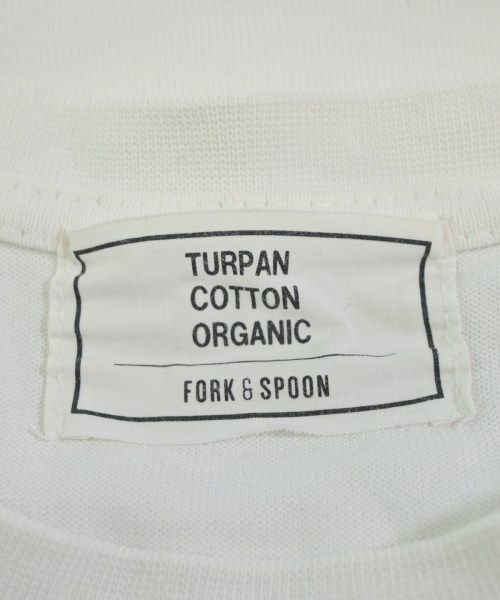 TURPAN
COTTON
ORGANIC
FORK & SPOON